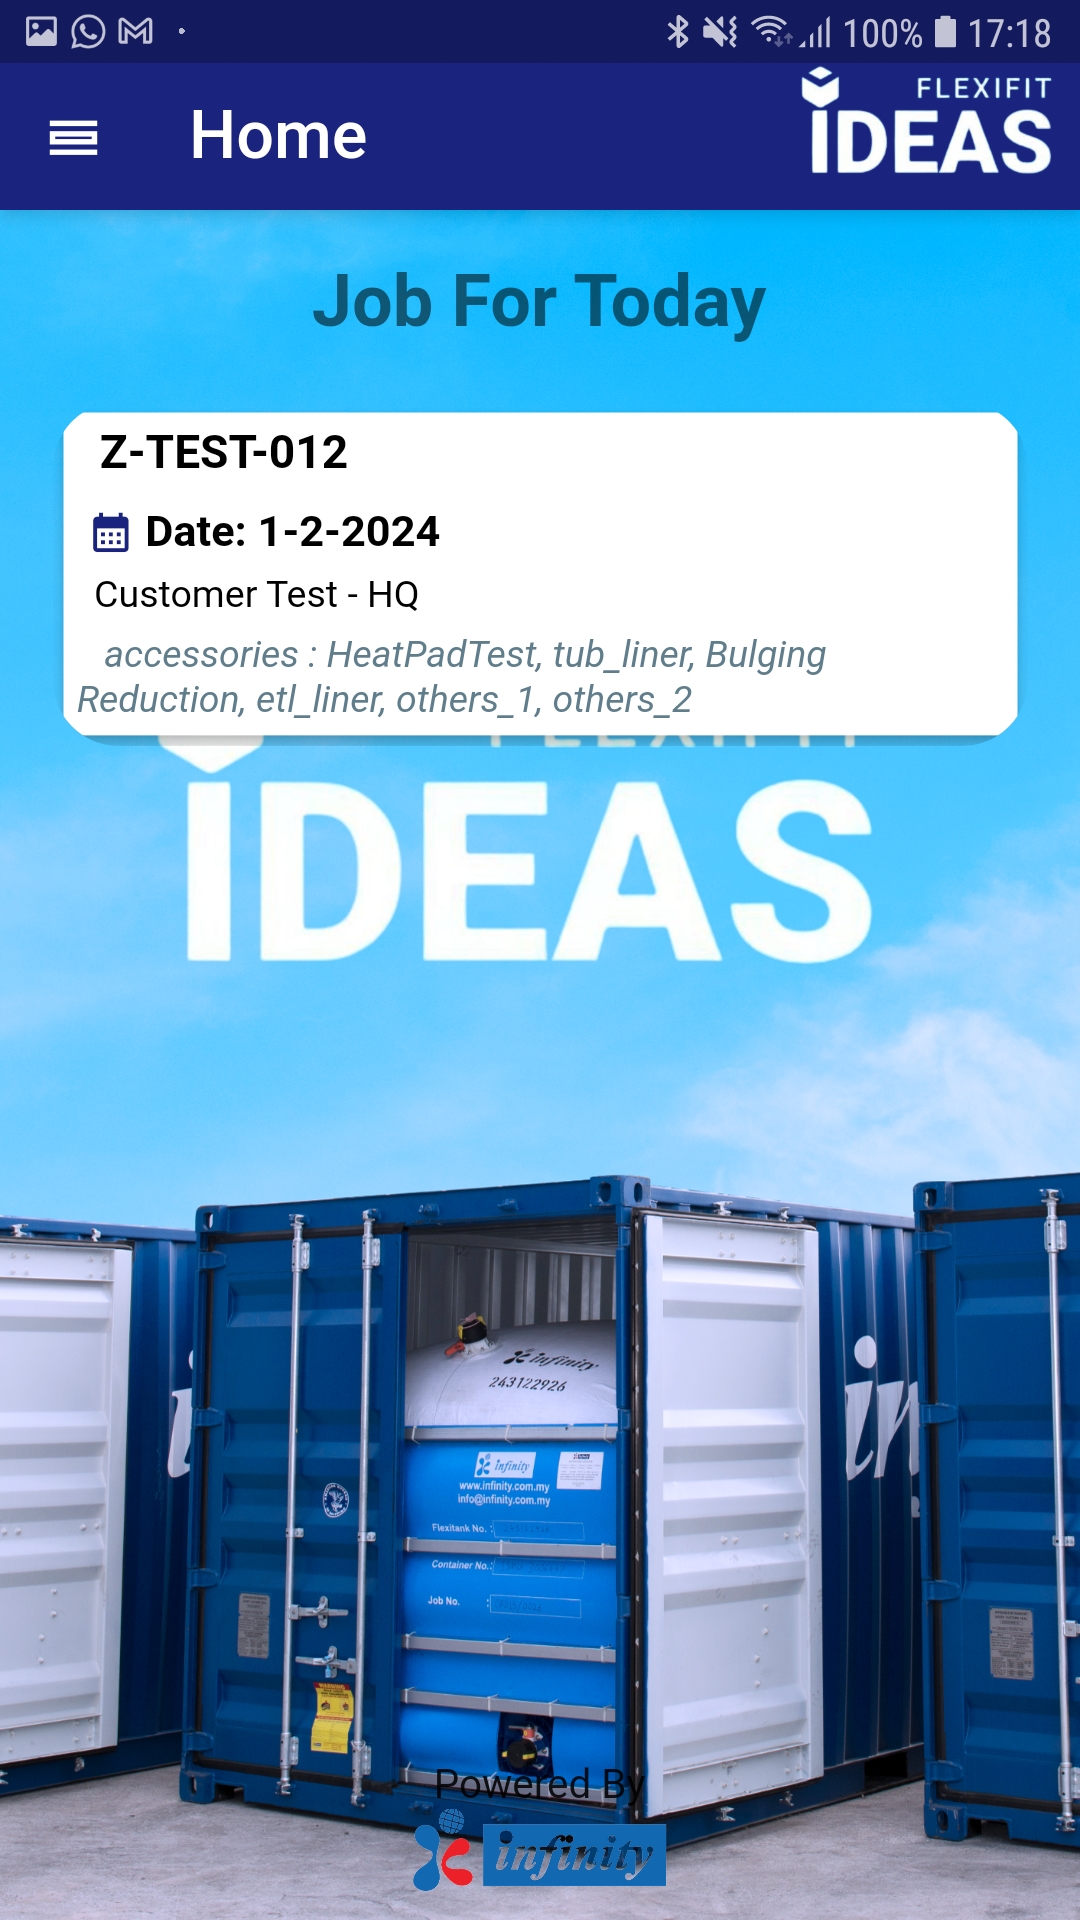 100% 17:18
Home
FLEXIFIT
iDEAS
Job For Today
Z-TEST-012
Date: 1-2-2024
Customer Test - HQ
accessories : HeatPadTest, tub_liner, Bulging
Reduction, etl_liner, others_1, others_2
iDEAS
infinity
243122926
infinity
www.infinity.com.my
info@infinity.com.my
Flexitank No. :
Container No.:
Job No. :
WARNING
Powered By
infinity